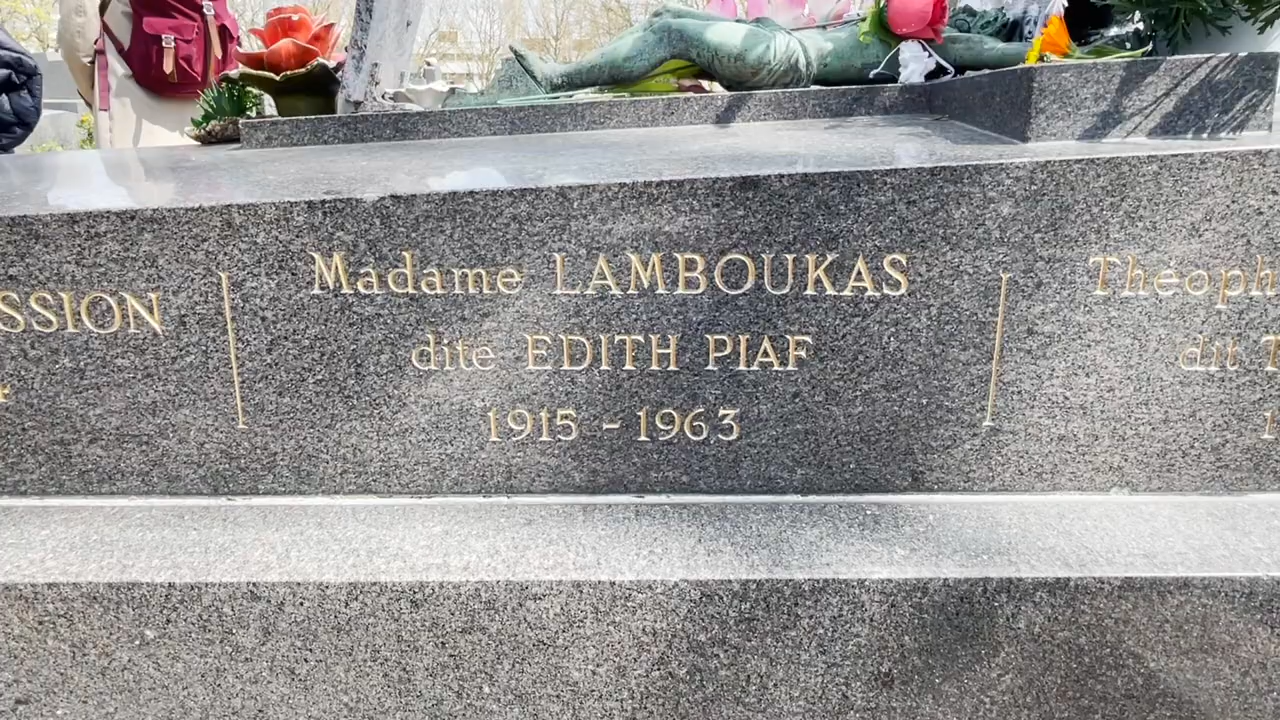 SSION
Madame LAMBOUKAS
dite EDITH PIAF
1915 - 1963
Théoph
dit T